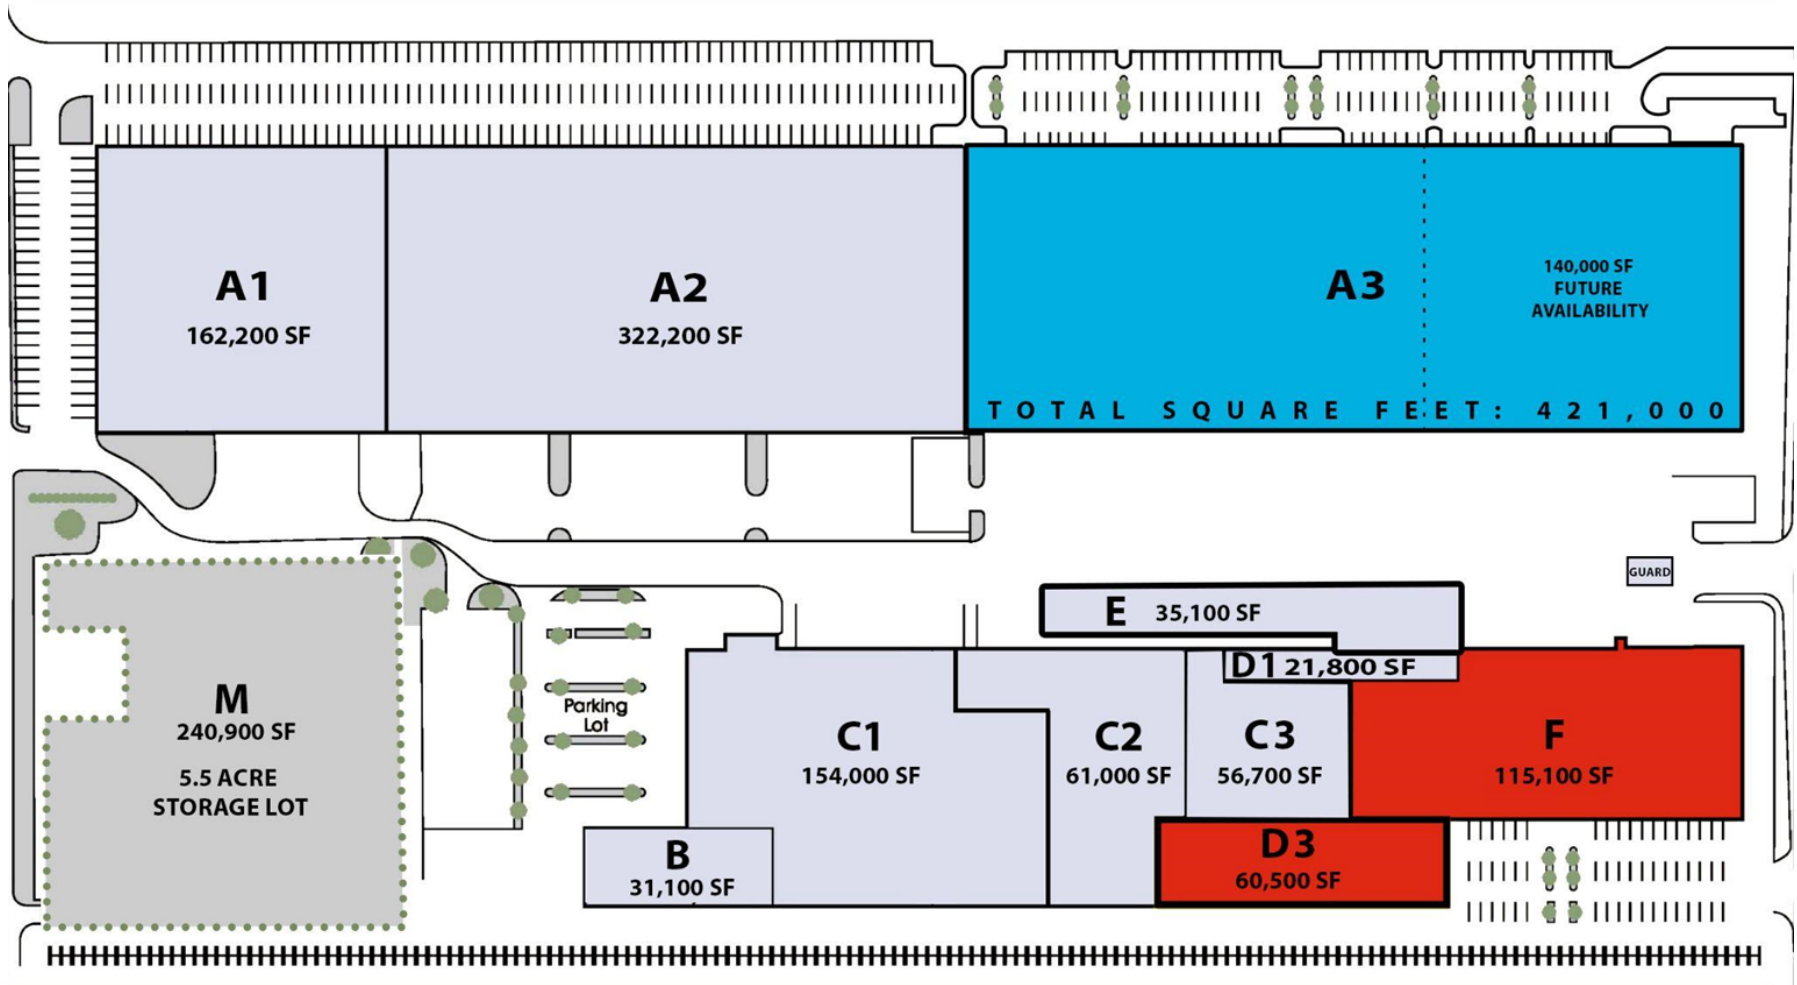 A1
162,200 SF
A2
322,200 SF
A3
140,000 SF
FUTURE
AVAILABILITY
TOTAL SQUARE FEET: 421,000
GUARD
E 35,100 SF
D1 21,800 SF
M
240,900 SF
5.5 ACRE
STORAGE LOT
Parking
Lot
C1
154,000 SF
C2
61,000 SF
C3
56,700 SF
F
115,100 SF
B
31,100 SF
D3
60,500 SF